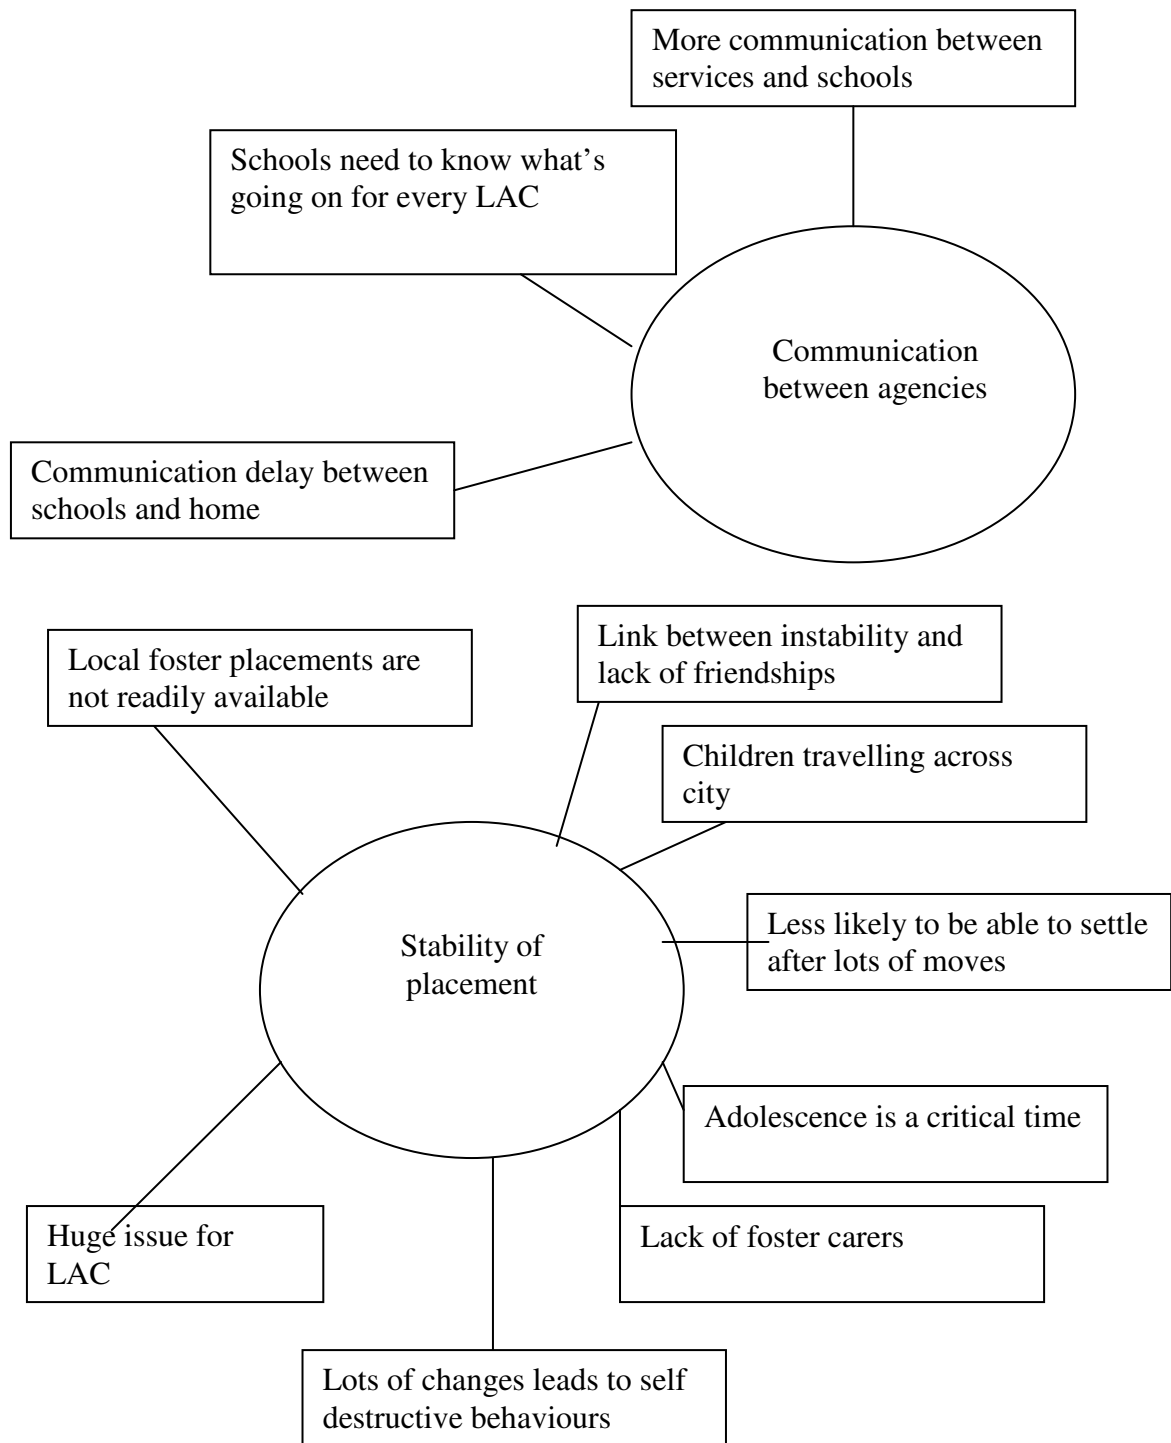 More communication between
services and schools
Schools need to know what’s
going on for every LAC
Communication
between agencies
Communication delay between
schools and home
Link between instability and
lack of friendships
Local foster placements are
not readily available
Children travelling across
city
Less likely to be able to settle
after lots of moves
Stability of
placement
Adolescence is a critical time
Huge issue for
LAC
Lack of foster carers
Lots of changes leads to self
destructive behaviours